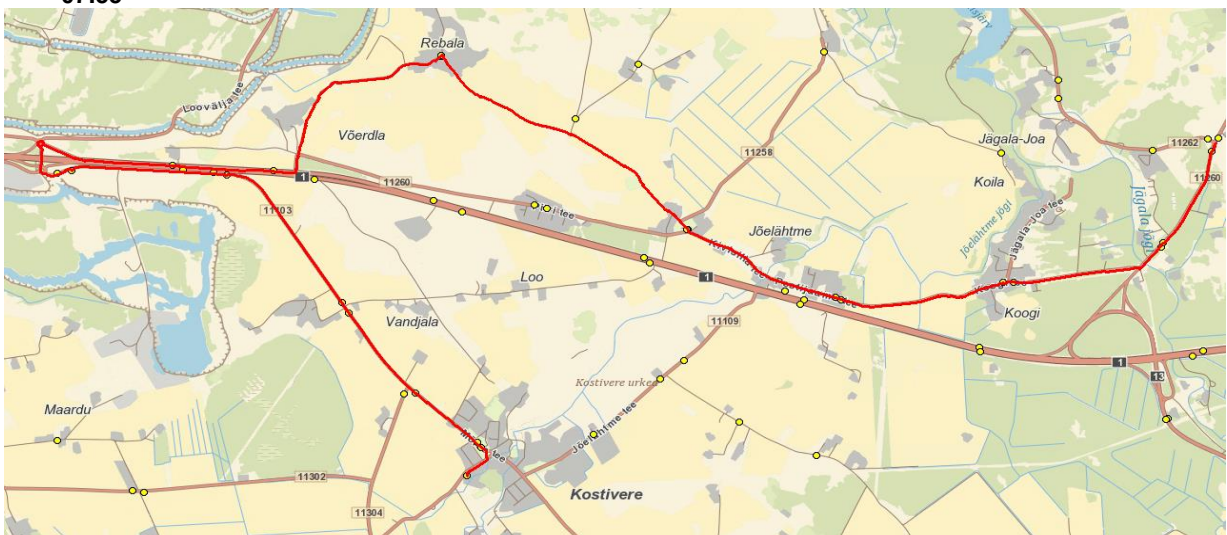 Rebala
Loovälja tee
Võerdla
11258
Jägala-Joa
11262
11260
Koila
1
11260
11103
Jõelähtme jõgi
Jägala-Joa tee
Jägala jõgi
Jõelähtme
Loo
1
Koogi
Vandjala
11109
1
13
Kostivere urked
Maardu
Jõelähtme tee
11302
Kostivere
11304